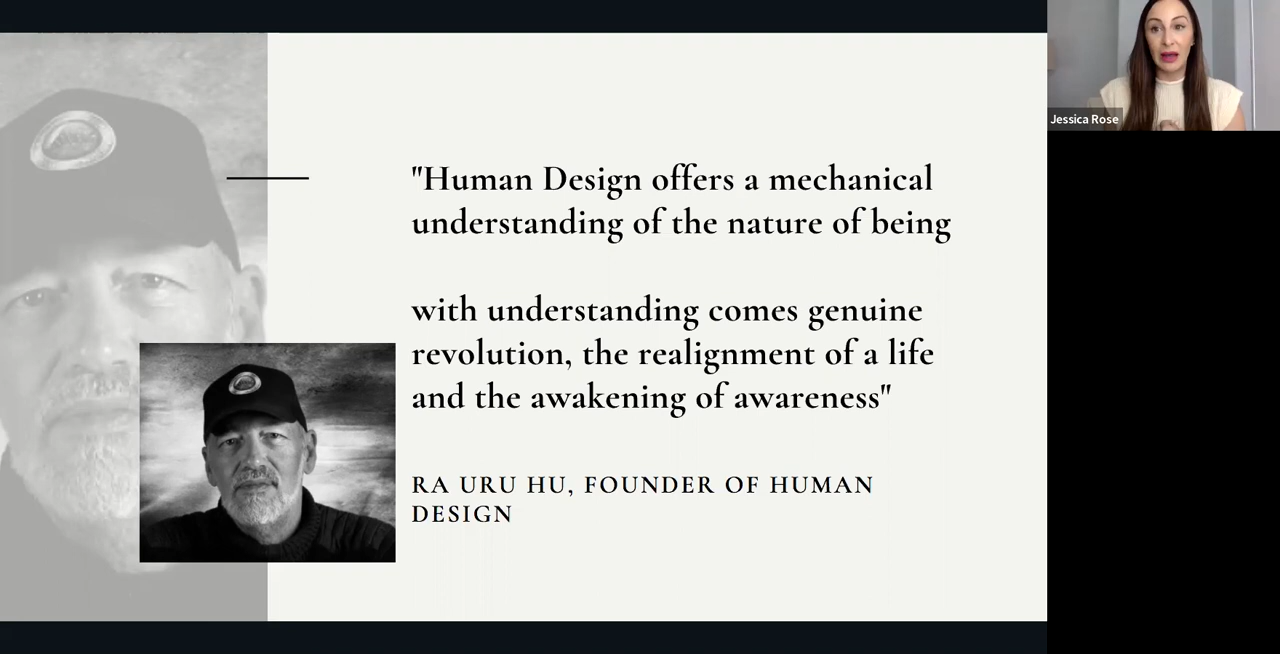 "Human Design offers a mechanical
understanding of the nature of being
with understanding comes genuine
revolution, the realignment of a life
and the awakening of awareness"
RA URU HU, FOUNDER OF HUMAN
DESIGN
Jessica Rose